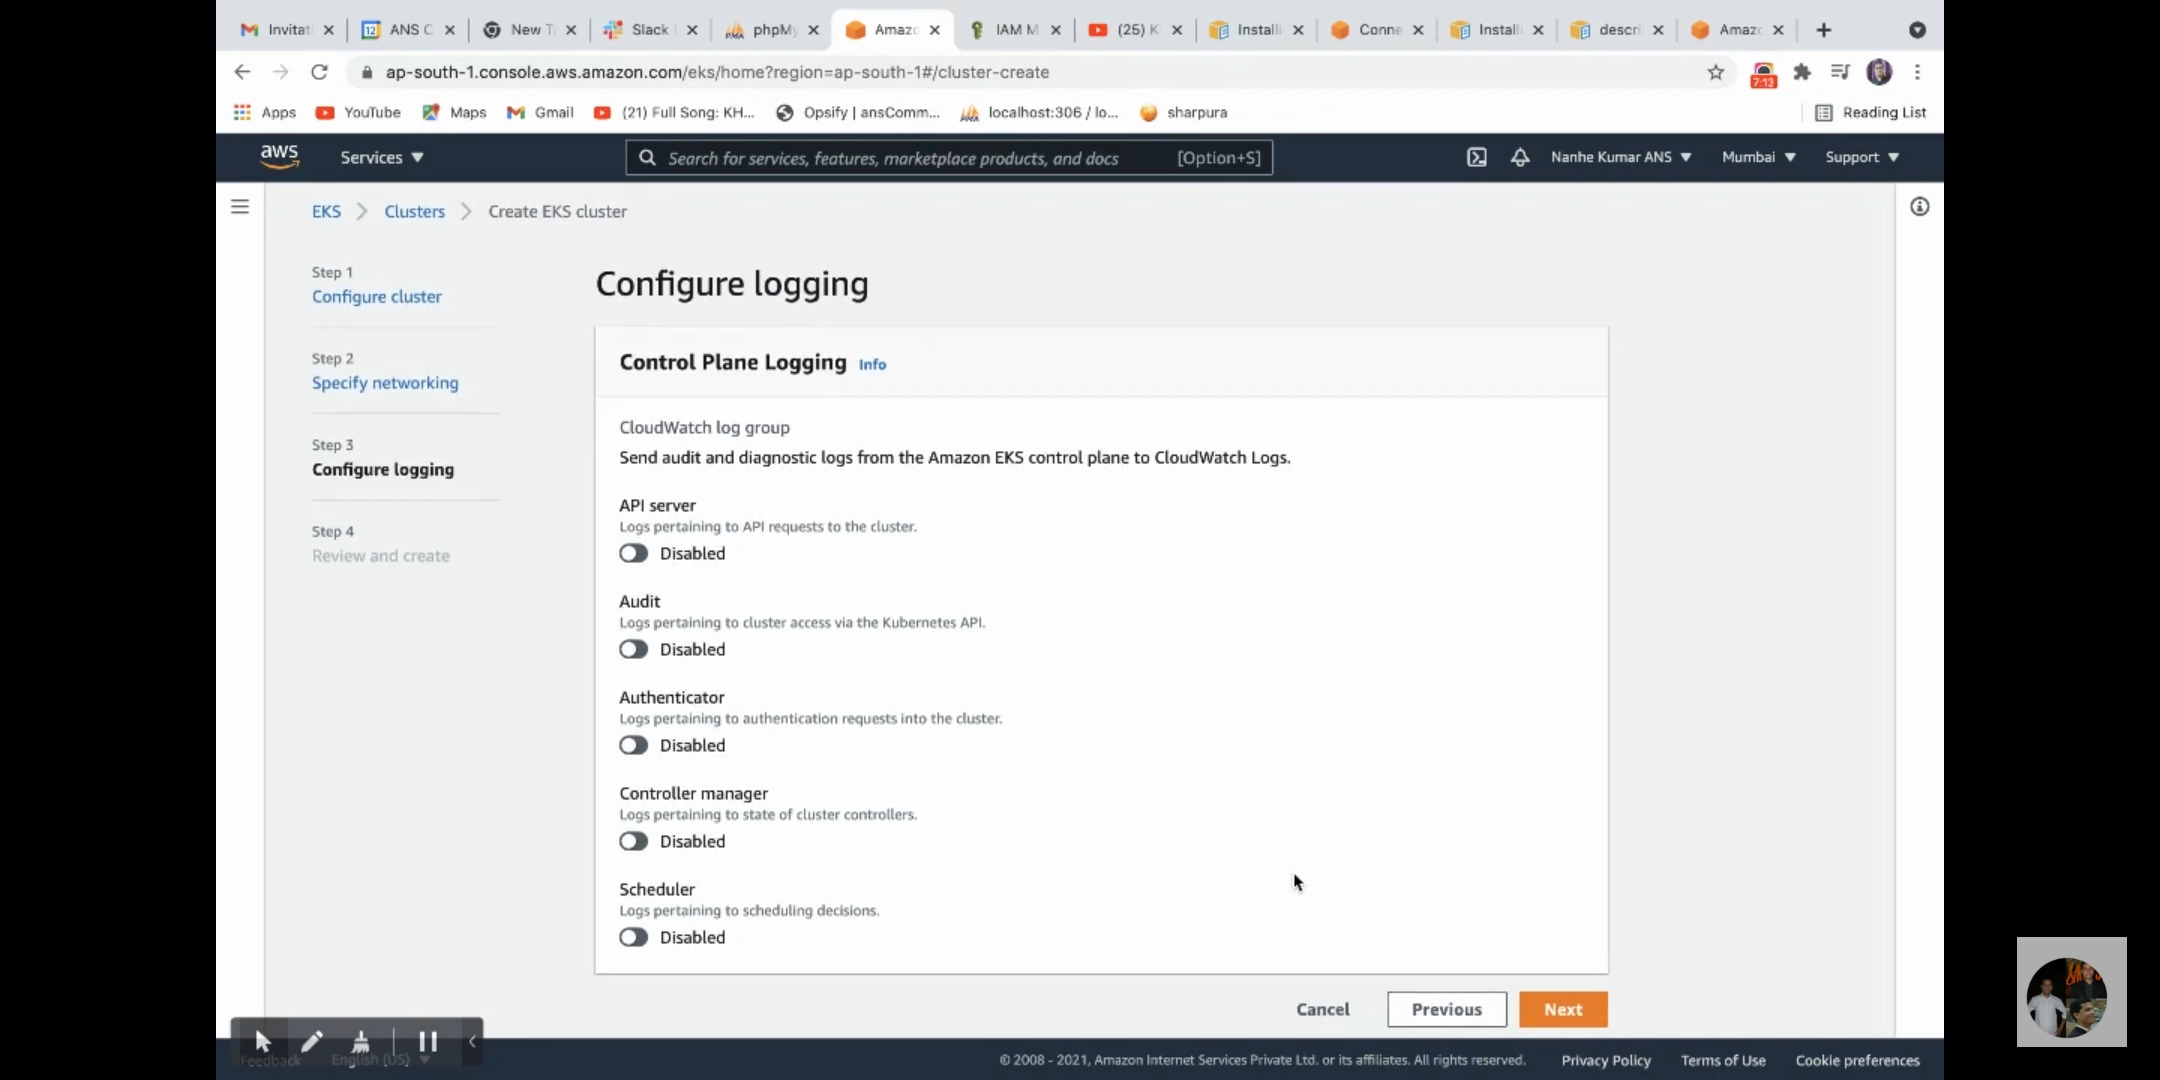 Invitat
ANS C
New T
Slack
phpMy
Amazo
IAM M
(25) K
Installi
Conne
Installi
descri
Amazo
ap-south-1.console.aws.amazon.com/eks/home?region=ap-south-1#/cluster-create
7:13
Apps
YouTube
Maps
Gmail
(21) Full Song: KH...
Opsify | ansComm...
localhost:306 / lo...
sharpura
Reading List
aws
Services
Search for services, features, marketplace products, and docs
[Option+S]
Nanhe Kumar ANS
Mumbai
Support
EKS
Clusters
Create EKS cluster
Step 1
Configure cluster
Step 2
Specify networking
Step 3
Configure logging
Step 4
Review and create
Configure logging
Control Plane Logging Info
CloudWatch log group
Send audit and diagnostic logs from the Amazon EKS control plane to CloudWatch Logs.
API server
Logs pertaining to API requests to the cluster.
Disabled
Audit
Logs pertaining to cluster access via the Kubernetes API.
Disabled
Authenticator
Logs pertaining to authentication requests into the cluster.
Disabled
Controller manager
Logs pertaining to state of cluster controllers.
Disabled
Scheduler
Logs pertaining to scheduling decisions.
Disabled
Cancel
Previous
Next
Feedback
English (US)
© 2008 - 2021, Amazon Internet Services Private Ltd. or its affiliates. All rights reserved.
Privacy Policy
Terms of Use
Cookie preferences